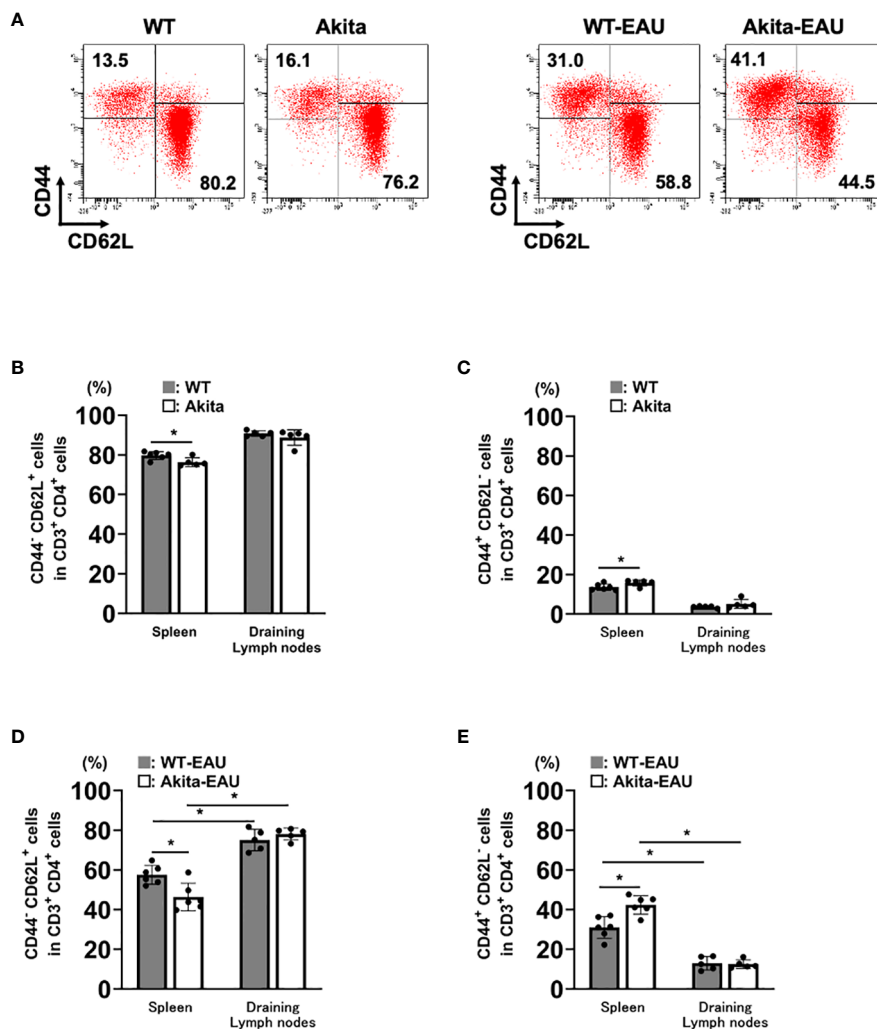 A
WT
Akita
WT-EAU
Akita-EAU
13.5
16.1
31.0
41.1
80.2
76.2
58.8
44.5
CD44
CD62L
CD44
CD62L
B
(%)
: WT
: Akita
CD44⁻ CD62L⁺ cells
in CD3⁺ CD4⁺ cells
100
80
60
40
20
0
*
Spleen
Draining
Lymph nodes
C
(%)
: WT
: Akita
CD44⁺ CD62L⁻ cells
in CD3⁺ CD4⁺ cells
100
80
60
40
20
0
*
Spleen
Draining
Lymph nodes
D
(%)
: WT-EAU
: Akita-EAU
CD44⁻ CD62L⁺ cells
in CD3⁺ CD4⁺ cells
100
80
60
40
20
0
*
*
*
Spleen
Draining
Lymph nodes
E
(%)
: WT-EAU
: Akita-EAU
CD44⁺ CD62L⁻ cells
in CD3⁺ CD4⁺ cells
100
80
60
40
20
0
*
*
*
Spleen
Draining
Lymph nodes